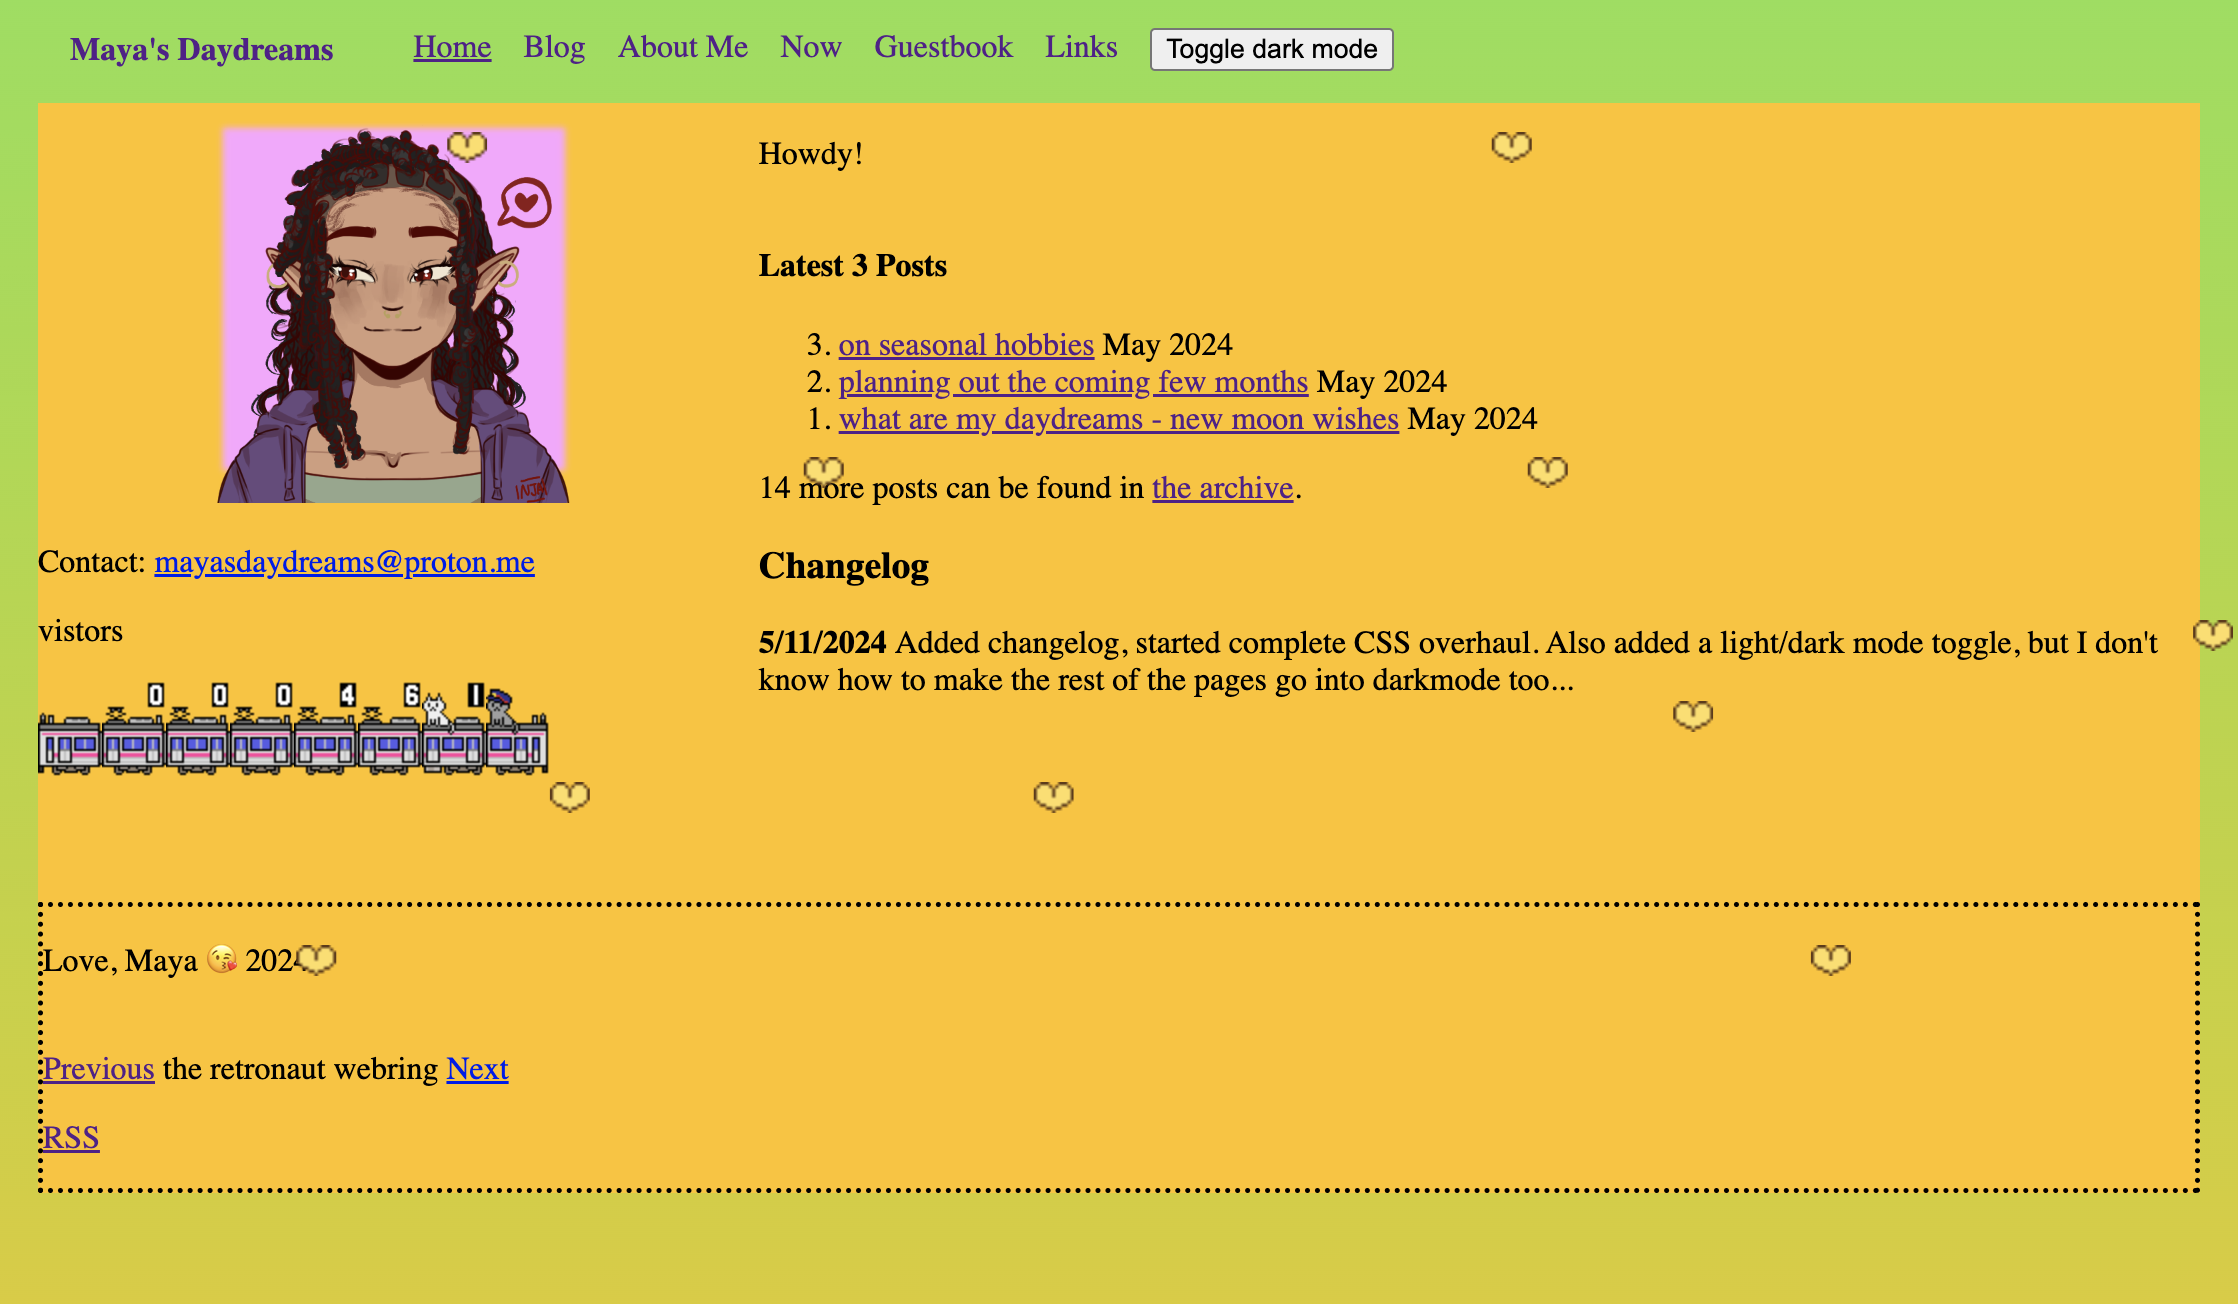 Maya's Daydreams Home Blog About Me Now Guestbook Links Toggle dark mode
INJA
Contact: mayasdaydreams@proton.me
vistors
0 0 0 4 6 1
Howdy!
Latest 3 Posts
3. on seasonal hobbies May 2024
2. planning out the coming few months May 2024
1. what are my daydreams - new moon wishes May 2024
14 more posts can be found in the archive.
Changelog
5/11/2024 Added changelog, started complete CSS overhaul. Also added a light/dark mode toggle, but I don't
know how to make the rest of the pages go into darkmode too...
Love, Maya 😘 2024
Previous the retronaut webring Next
RSS